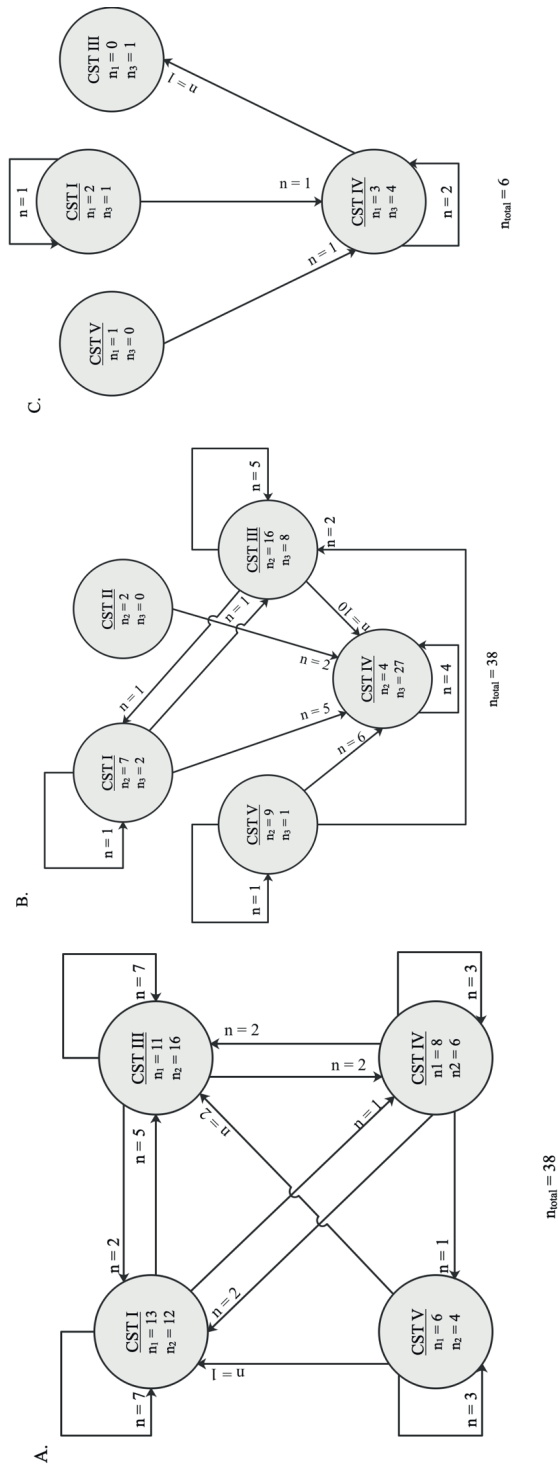 A.
CST I
n₁ = 13
n₂ = 12
n = 7
CST III
n₁ = 11
n₂ = 16
n = 7
n = 2
n = 5
n = 2
n = 2
n = 2
n = 1
n = 2
n = 1
CST V
n₁ = 6
n₂ = 4
n = 3
n = 1
CST IV
n1 = 8
n2 = 6
n = 3
nₜₒₜₐₗ = 38
B.
CST I
n₂ = 7
n₃ = 2
n = 1
CST II
n₂ = 2
n₃ = 0
n = 1
n = 1
CST III
n₂ = 16
n₃ = 8
n = 5
n = 2
n = 5
n = 2
n = 10
CST V
n₂ = 9
n₃ = 1
n = 1
n = 6
CST IV
n₂ = 4
n₃ = 27
n = 4
nₜₒₜₐₗ = 38
C.
CST V
n₁ = 1
n₃ = 0
CST I
n₁ = 2
n₃ = 1
n = 1
CST III
n₁ = 0
n₃ = 1
n = 1
n = 1
n = 1
CST IV
n₁ = 3
n₃ = 4
n = 2
nₜₒₜₐₗ = 6